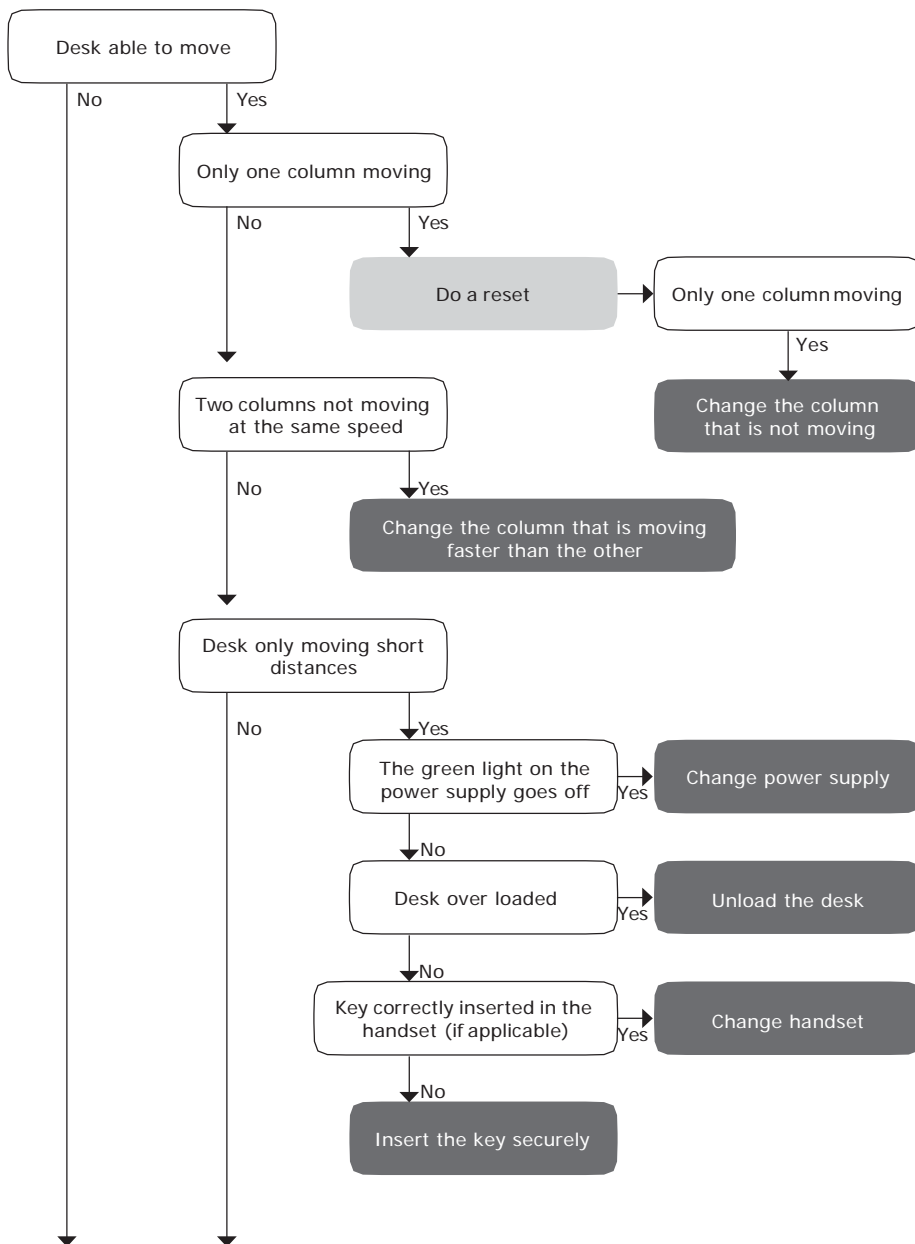 Desk able to move
No
Yes
Only one column moving
No
Yes
Do a reset
Only one column moving
Yes
Two columns not moving
at the same speed
Change the column
that is not moving
No
Yes
Change the column that is moving
faster than the other
Desk only moving short
distances
No
Yes
The green light on the
power supply goes off
Yes
Change power supply
No
Desk over loaded
Yes
Unload the desk
No
Key correctly inserted in the
handset (if applicable)
Yes
Change handset
No
Insert the key securely